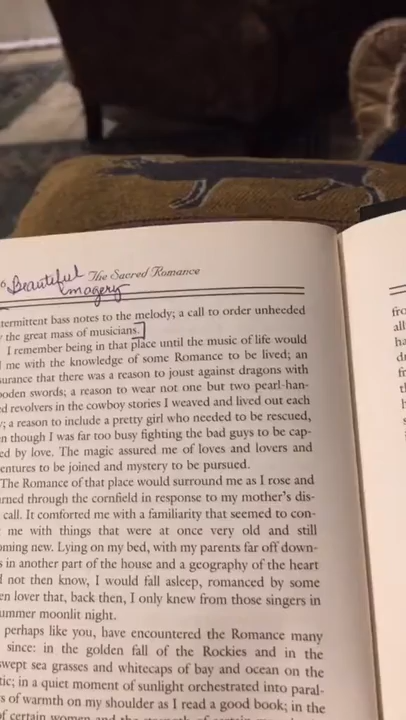 6 Beautiful Imagery The Sacred Romance
termittent bass notes to the melody; a call to order unheeded
the great mass of musicians.
I remember being in that place until the music of life would
me with the knowledge of some Romance to be lived; an
surance that there was a reason to joust against dragons with
ooden swords; a reason to wear not one but two pearl-han-
ed revolvers in the cowboy stories I weaved and lived out each
; a reason to include a pretty girl who needed to be rescued,
n though I was far too busy fighting the bad guys to be cap-
ed by love. The magic assured me of loves and lovers and
entures to be joined and mystery to be pursued.
The Romance of that place would surround me as I rose and
rned through the cornfield in response to my mother's dis-
call. It comforted me with a familiarity that seemed to con-
me with things that were at once very old and still
oming new. Lying on my bed, with my parents far off down-
s in another part of the house and a geography of the heart
not then know, I would fall asleep, romanced by some
en lover that, back then, I only knew from those singers in
ummer moonlit night.
perhaps like you, have encountered the Romance many
since: in the golden fall of the Rockies and in the
swept sea grasses and whitecaps of bay and ocean on the
tic; in a quiet moment of sunlight orchestrated into paral-
s of warmth on my shoulder as I read a good book; in the
of certain women and the
fro
all
ha